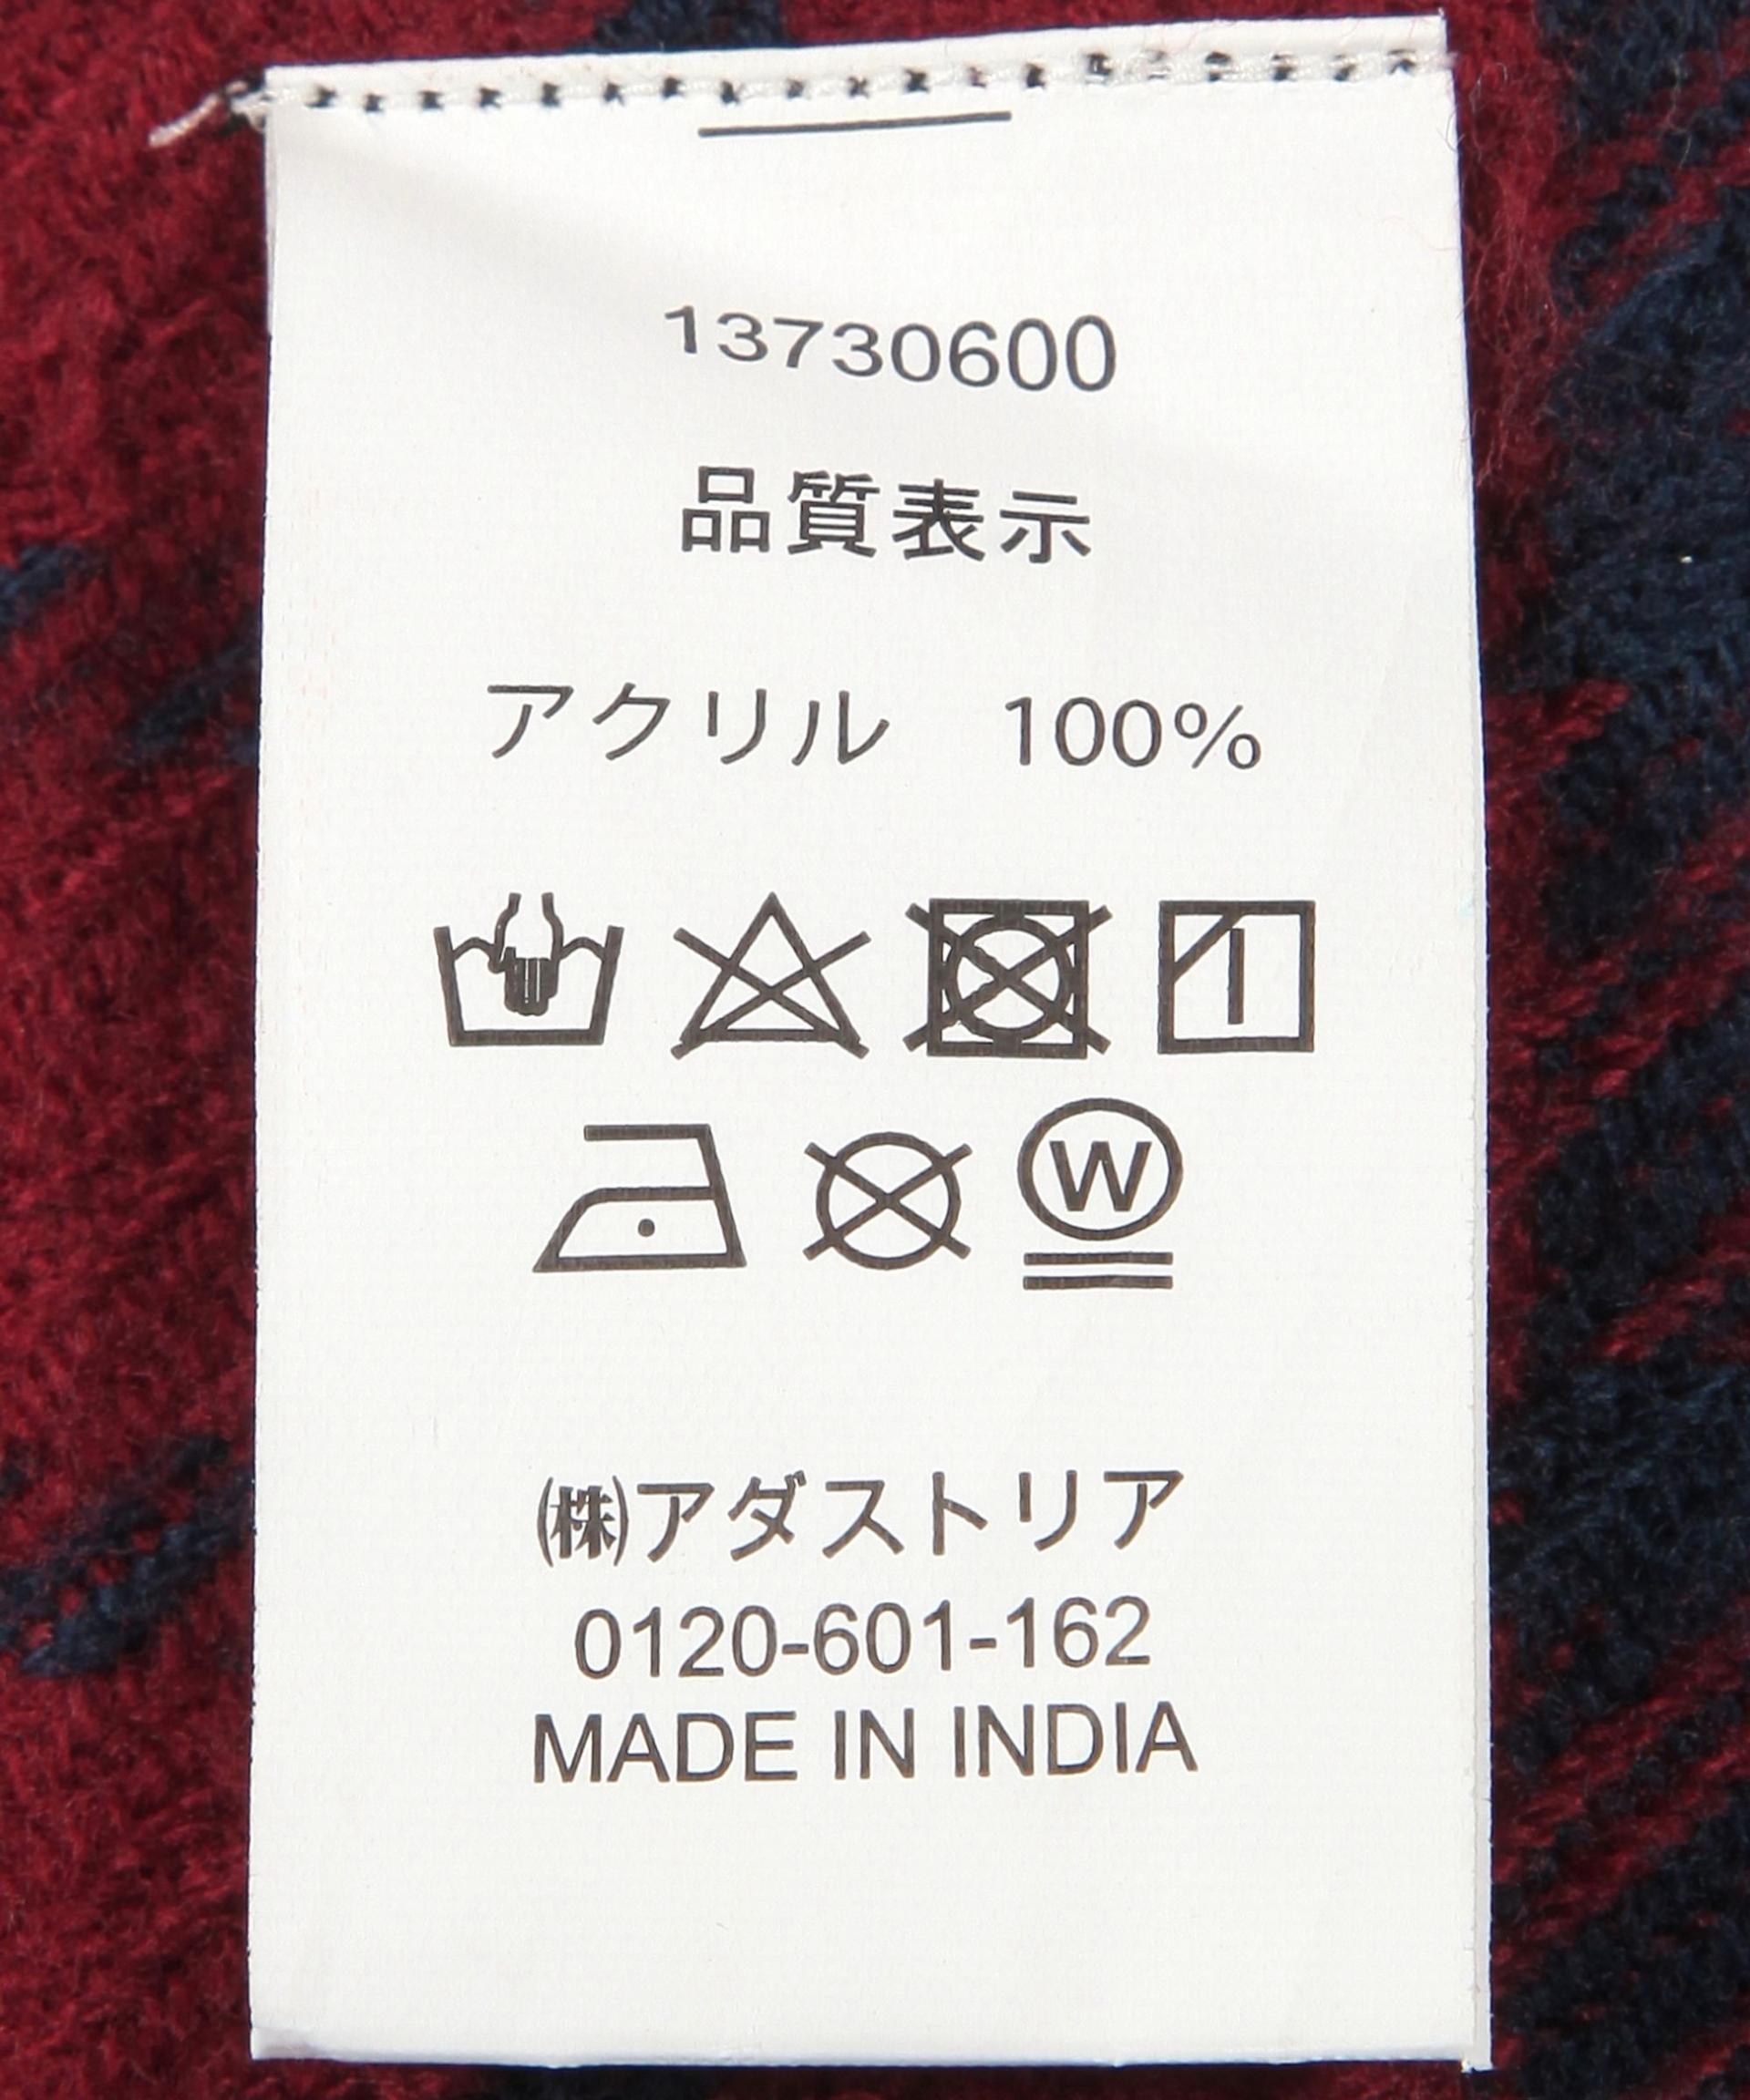 13730600
品質表示
アクリル 100%
W
㈱アダストリア
0120-601-162
MADE IN INDIA